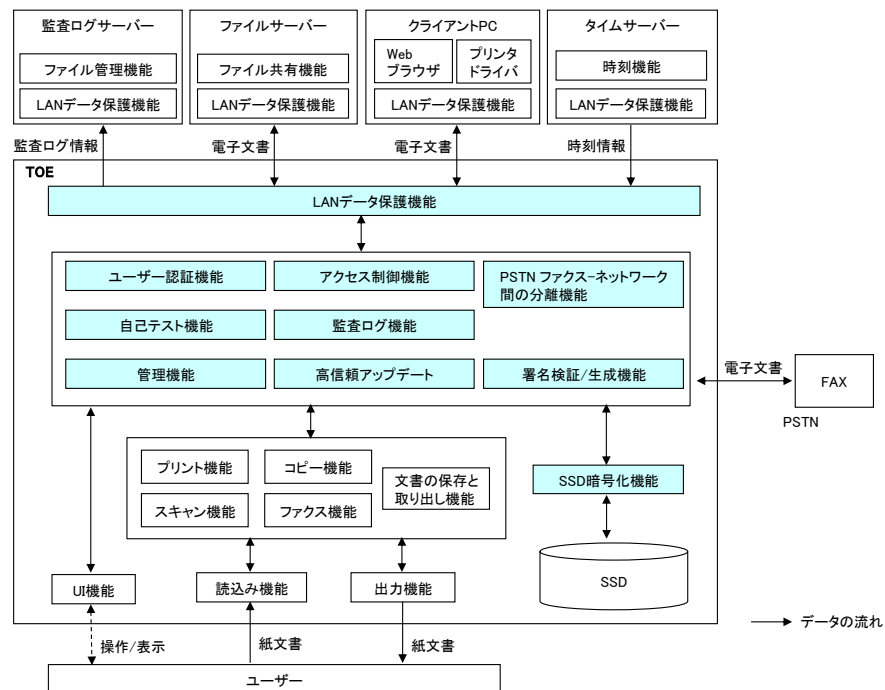 監査ログサーバー
ファイル管理機能
LANデータ保護機能
ファイルサーバー
ファイル共有機能
LANデータ保護機能
クライアントPC
Web
ブラウザ
プリンタ
ドライバ
LANデータ保護機能
タイムサーバー
時刻機能
LANデータ保護機能
監査ログ情報
電子文書
電子文書
時刻情報
TOE
LANデータ保護機能
ユーザー認証機能
アクセス制御機能
PSTN ファクス-ネットワーク
間の分離機能
自己テスト機能
監査ログ機能
管理機能
高信頼アップデート
署名検証/生成機能
電子文書
FAX
PSTN
プリント機能
コピー機能
文書の保存と
取り出し機能
スキャン機能
ファクス機能
SSD暗号化機能
SSD
UI機能
読込み機能
出力機能
データの流れ
操作/表示
紙文書
紙文書
ユーザー